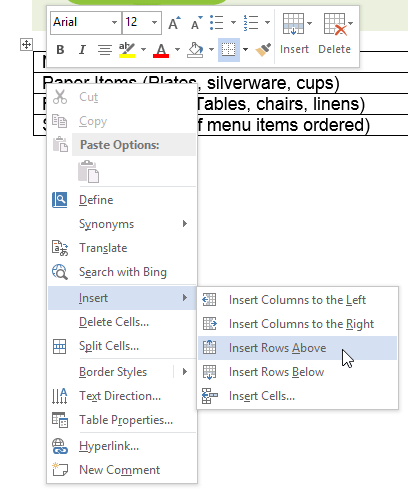 Arial 12 A A
B I ab A Insert Delete
Paper Items (Plates, silverware, cups)
Tables, chairs, linens)
f menu items ordered)
Cut
Copy
Paste Options:
Define
Synonyms
Translate
Search with Bing
Insert
Delete Cells...
Split Cells...
Border Styles
Text Direction...
Table Properties...
Hyperlink...
New Comment
Insert Columns to the Left
Insert Columns to the Right
Insert Rows Above
Insert Rows Below
Insert Cells...